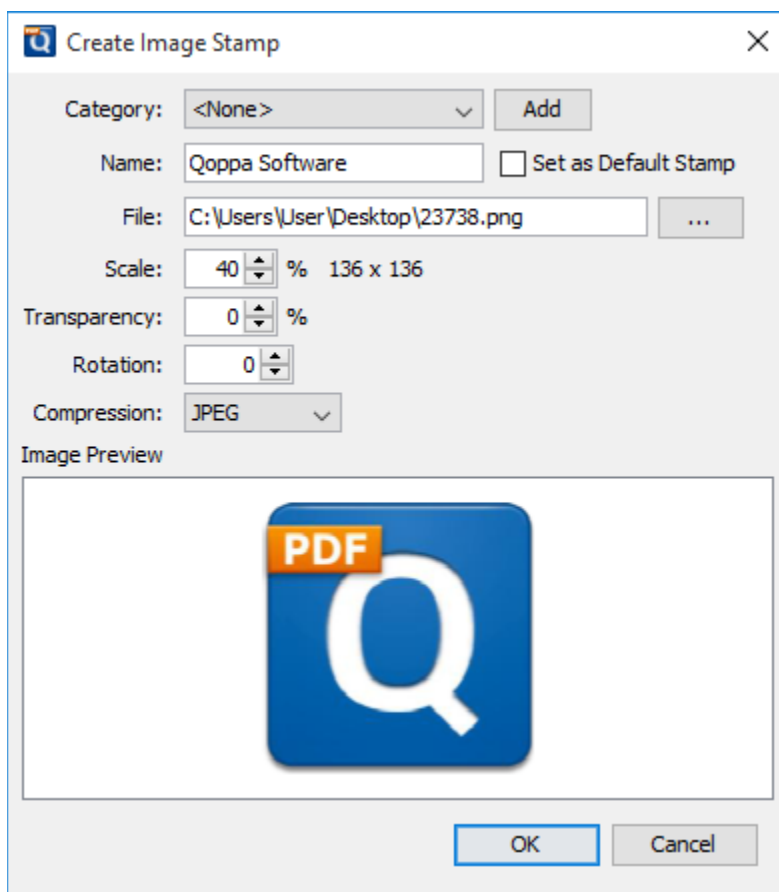 Create Image Stamp
Category: <None> Add
Name: Qoppa Software Set as Default Stamp
File: C:\Users\User\Desktop\23738.png ...
Scale: 40 % 136 x 136
Transparency: 0 %
Rotation: 0
Compression: JPEG
Image Preview
PDF
Q
OK Cancel